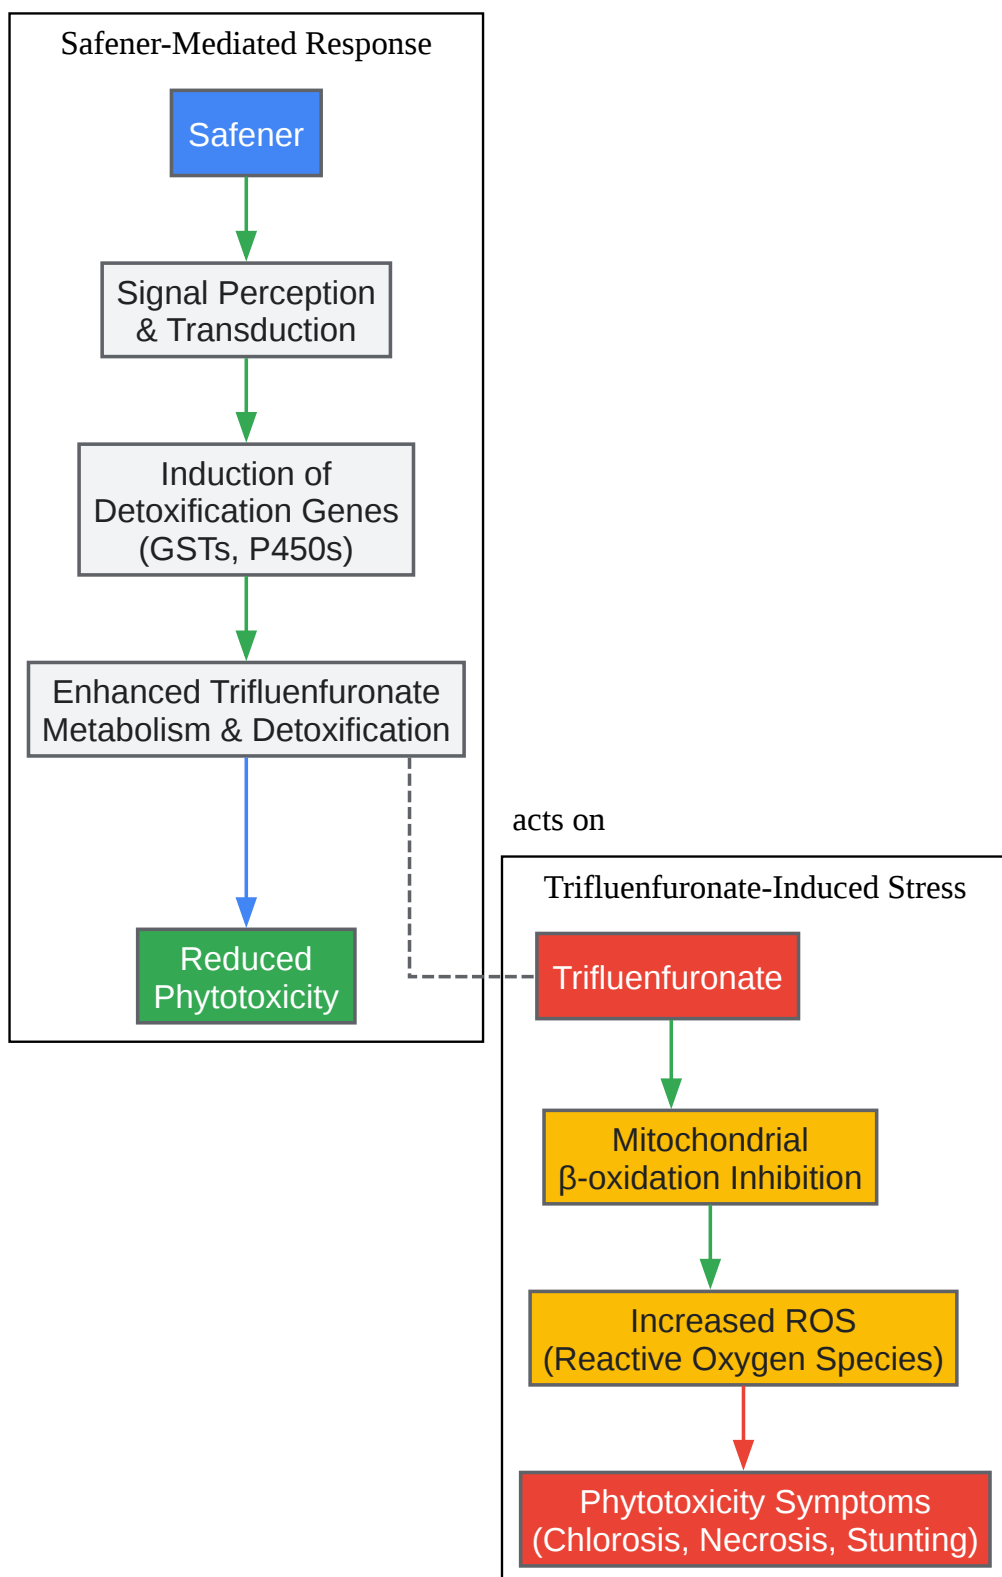 Safener-Mediated Response
Safener
Signal Perception
& Transduction
Induction of
Detoxification Genes
(GSTs, P450s)
Enhanced Trifluenfuronate
Metabolism & Detoxification
Reduced
Phytotoxicity
acts on
Trifluenfuronate-Induced Stress
Trifluenfuronate
Mitochondrial
β-oxidation Inhibition
Increased ROS
(Reactive Oxygen Species)
Phytotoxicity Symptoms
(Chlorosis, Necrosis, Stunting)